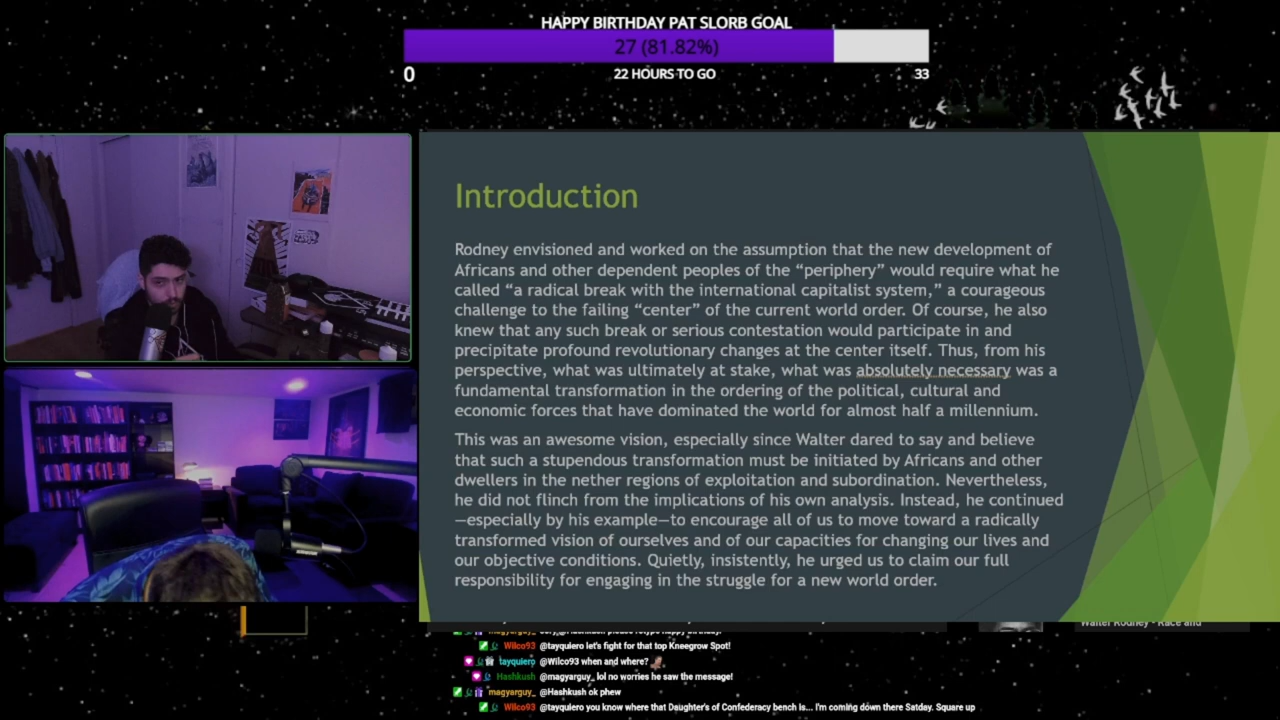 HAPPY BIRTHDAY PAT SLORB GOAL
27 (81.82%)
0 22 HOURS TO GO 33
Introduction
Rodney envisioned and worked on the assumption that the new development of
Africans and other dependent peoples of the “periphery” would require what he
called “a radical break with the international capitalist system,” a courageous
challenge to the failing “center” of the current world order. Of course, he also
knew that any such break or serious contestation would participate in and
precipitate profound revolutionary changes at the center itself. Thus, from his
perspective, what was ultimately at stake, what was absolutely necessary was a
fundamental transformation in the ordering of the political, cultural and
economic forces that have dominated the world for almost half a millennium.
This was an awesome vision, especially since Walter dared to say and believe
that such a stupendous transformation must be initiated by Africans and other
dwellers in the nether regions of exploitation and subordination. Nevertheless,
he did not flinch from the implications of his own analysis. Instead, he continued
—especially by his example—to encourage all of us to move toward a radically
transformed vision of ourselves and of our capacities for changing our lives and
our objective conditions. Quietly, insistently, he urged us to claim our full
responsibility for engaging in the struggle for a new world order.
Walter Rodney - Race and
magyarguy_ @Hashkush please retype happy birthday!
Wilco93 @tayquiero let's fight for that top Kneegrow Spot!
tayquiero @Wilco93 when and where?
Hashkush @magyarguy_ lol no worries he saw the message!
magyarguy_ @Hashkush ok phew
Wilco93 @tayquiero you know where that Daughter's of Confederacy bench is... I'm coming down there Satday. Square up